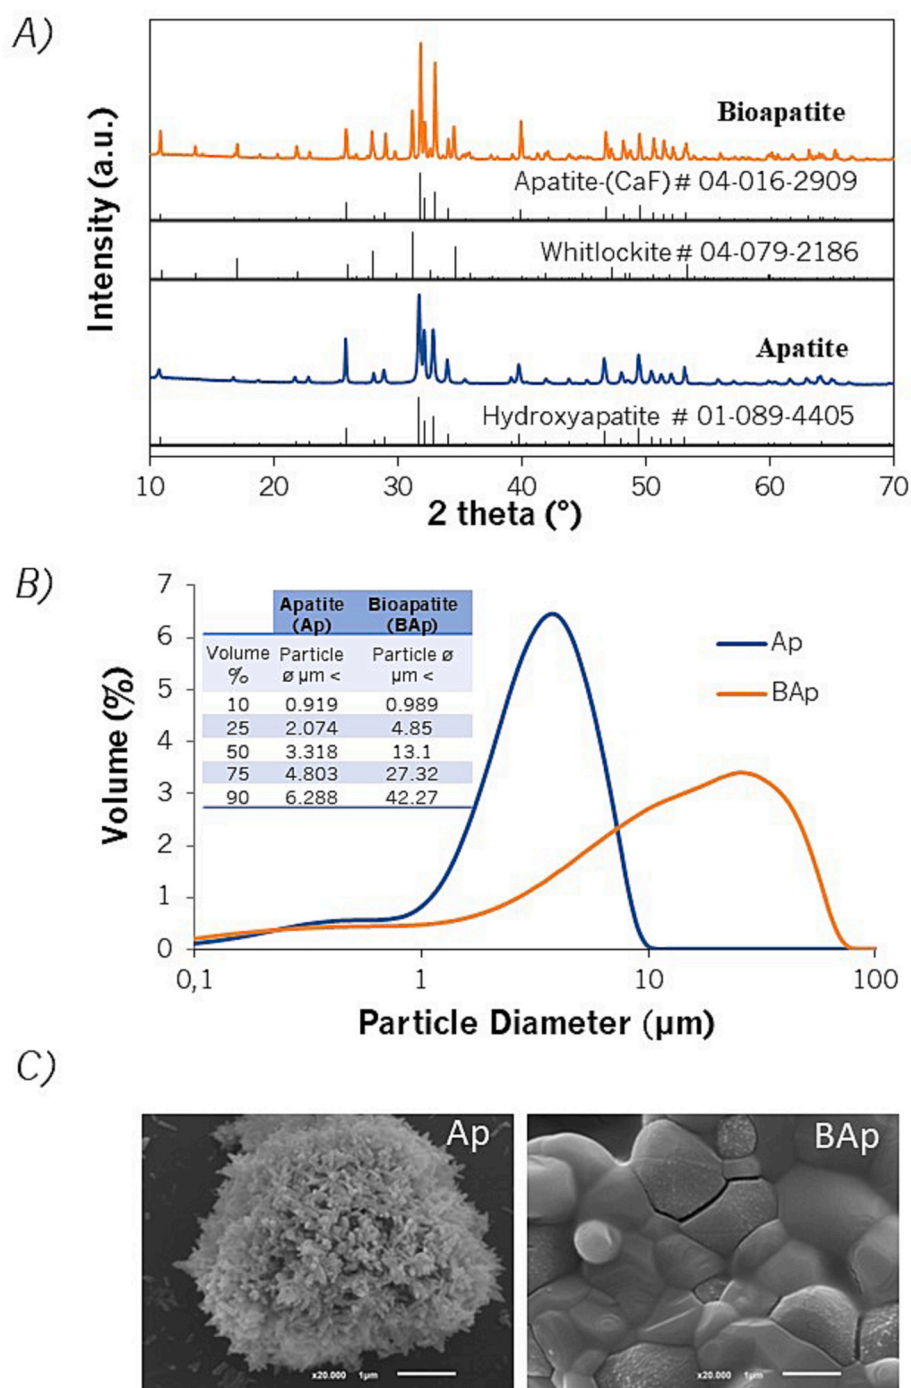 A)
Intensity (a.u.)
Bioapatite
Apatite-(CaF) # 04-016-2909
Whitlockite # 04-079-2186
Apatite
Hydroxyapatite # 01-089-4405
10 20 30 40 50 60 70
2 theta (°)
B)
Volume (%)
7
6
5
4
3
2
1
0
Apatite (Ap) Bioapatite (BAp)
Volume % Particle ø µm < Particle ø µm <
10 0.919 0.989
25 2.074 4.85
50 3.318 13.1
75 4.803 27.32
90 6.288 42.27
Ap
BAp
0,1 1 10 100
Particle Diameter (µm)
C)
Ap
x20.000 1µm
BAp
x20.000 1µm